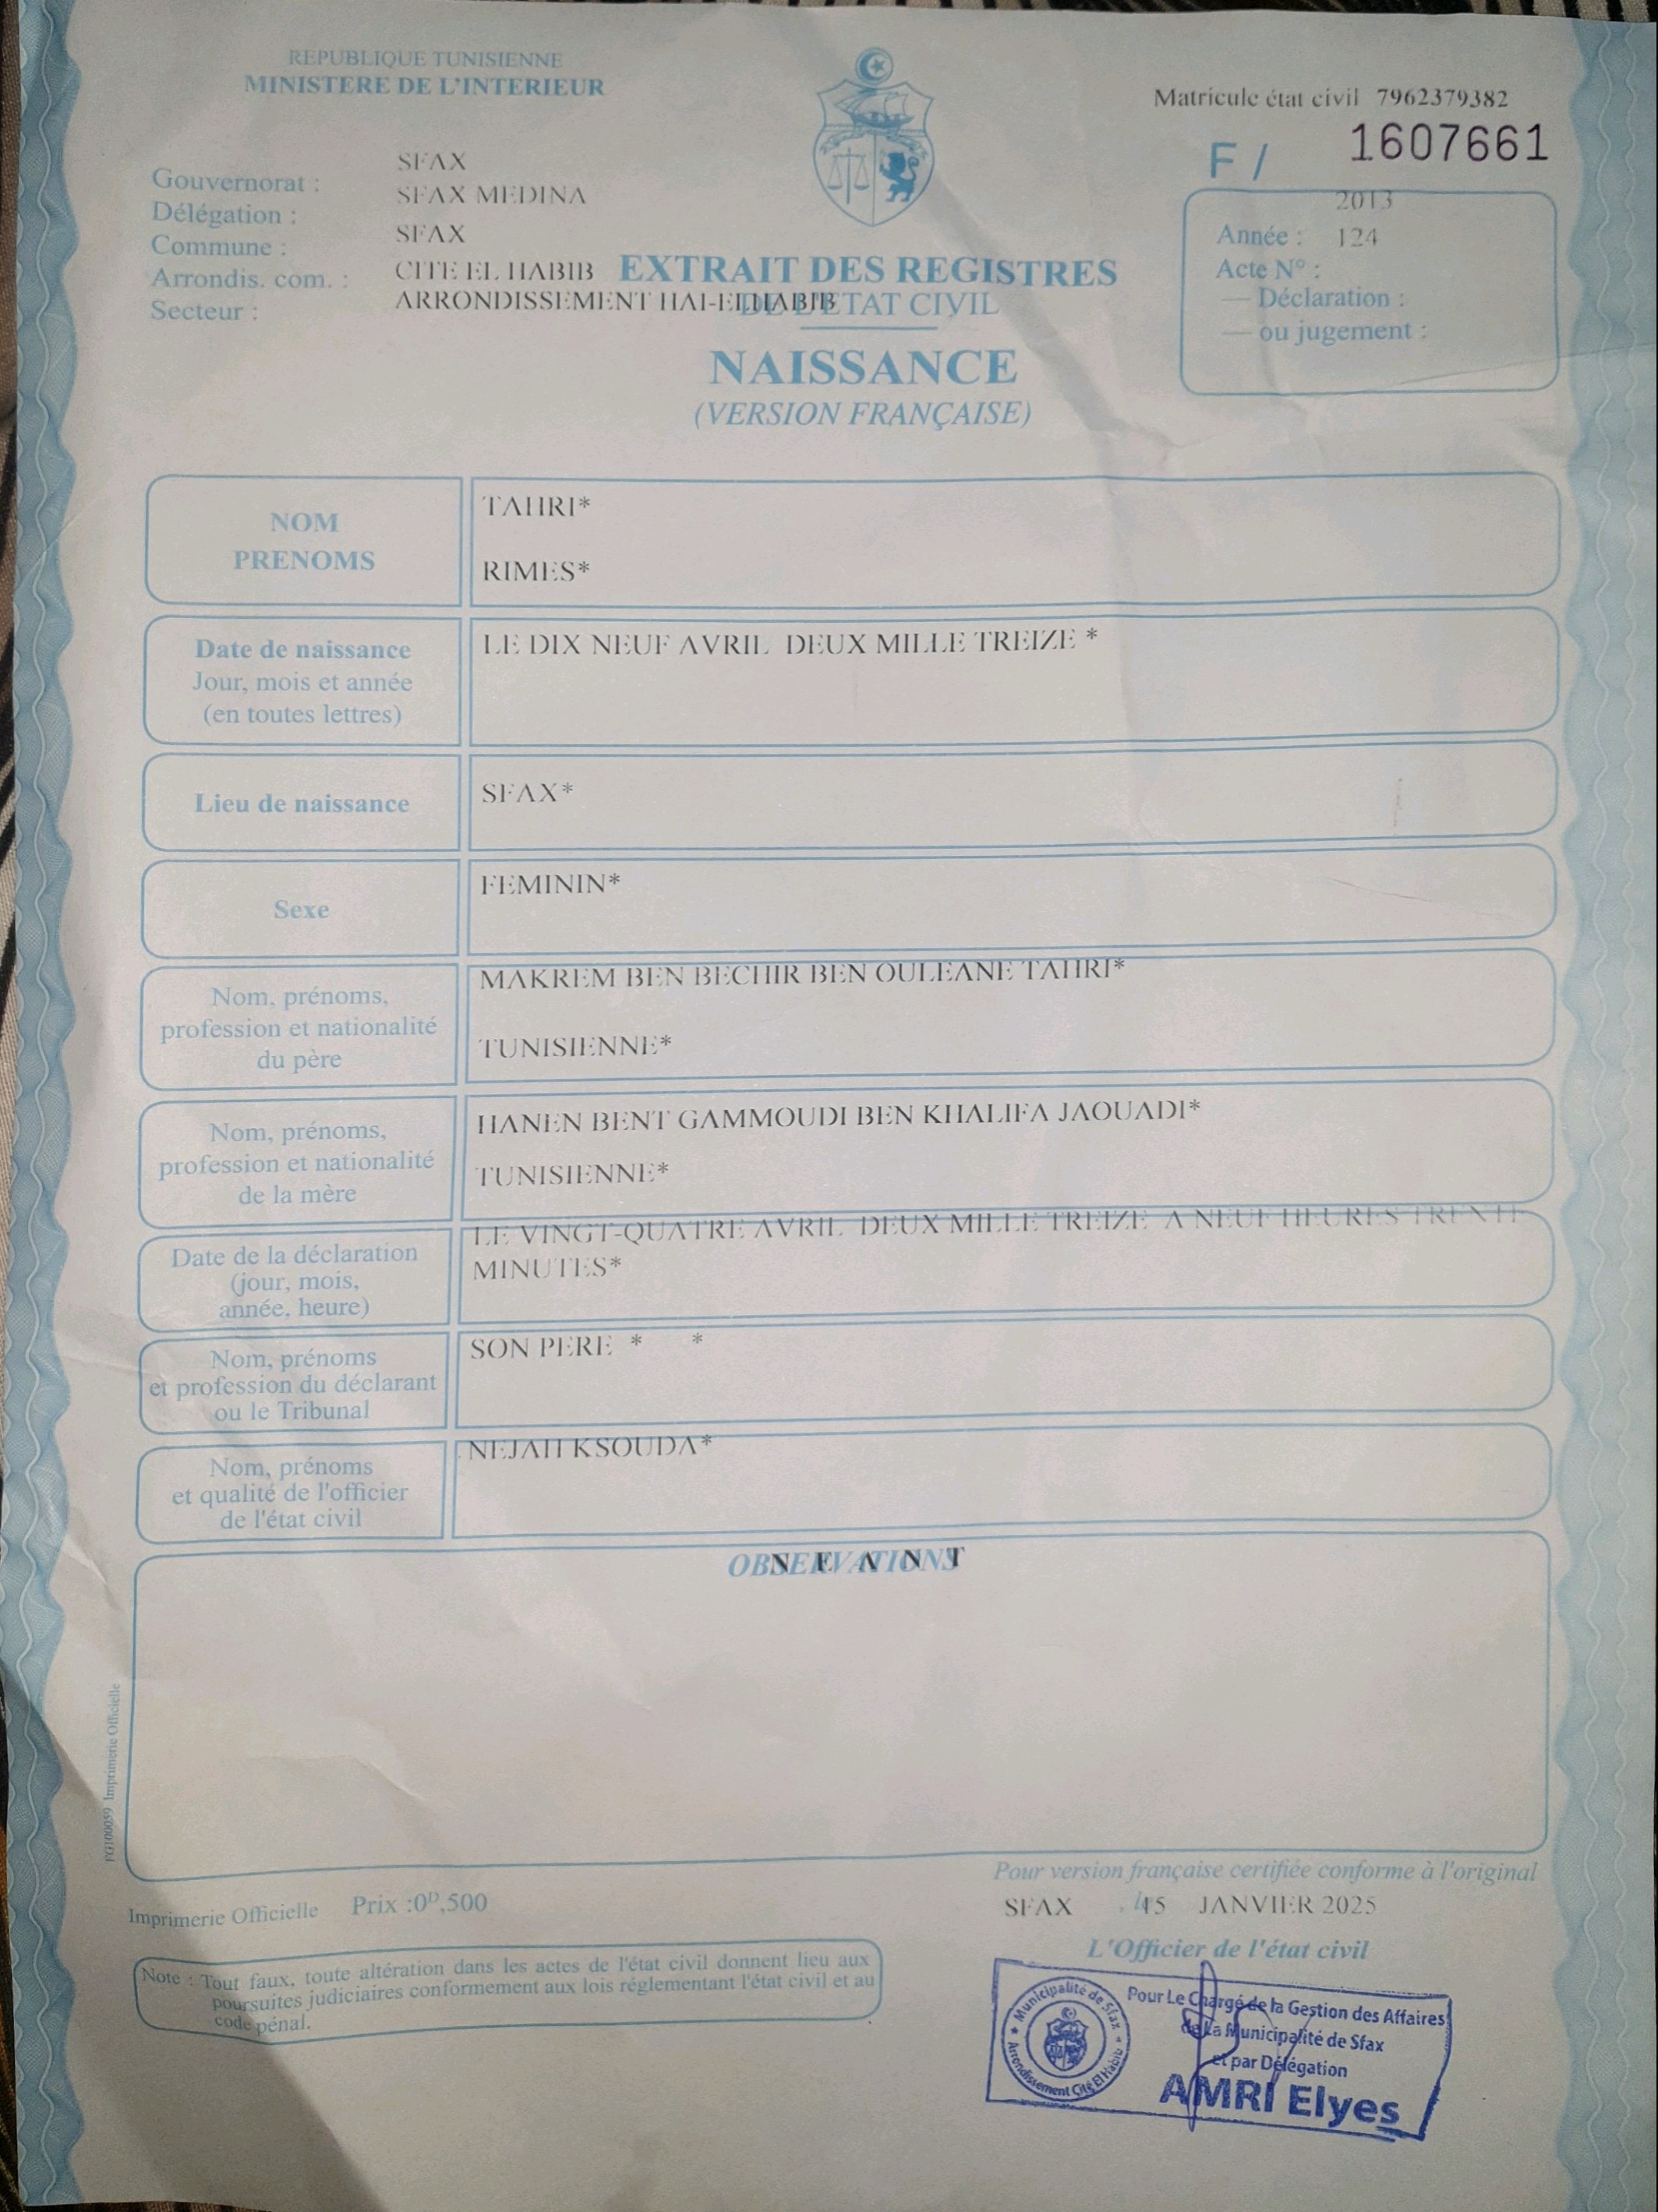 REPUBLIQUE TUNISIENNE
MINISTERE DE L'INTERIEUR
Matricule état civil 7962379382
F / 1607661
Gouvernorat : SFAX
Délégation : SFAX MEDINA
Commune : SFAX
Arrondis. com. : CITE EL HABIB
Secteur : ARRONDISSEMENT HAI-ELHABIB
2013
Année : 124
Acte N° :
— Déclaration :
— ou jugement :
EXTRAIT DES REGISTRES
DE L'ETAT CIVIL
NAISSANCE
(VERSION FRANÇAISE)
NOM
PRENOMS
TAHRI*
RIMES*
Date de naissance
Jour, mois et année
(en toutes lettres)
LE DIX NEUF AVRIL DEUX MILLE TREIZE *
Lieu de naissance
SFAX*
Sexe
FEMININ*
Nom, prénoms,
profession et nationalité
du père
MAKREM BEN BECHIR BEN OULEANE TAHRI*
TUNISIENNE*
Nom, prénoms,
profession et nationalité
de la mère
HANEN BENT GAMMOUDI BEN KHALIFA JAOUADI*
TUNISIENNE*
Date de la déclaration
(jour, mois,
année, heure)
LE VINGT-QUATRE AVRIL DEUX MILLE TREIZE A NEUF HEURES TRENTE
MINUTES*
Nom, prénoms
et profession du déclarant
ou le Tribunal
SON PERE * *
Nom, prénoms
et qualité de l'officier
de l'état civil
NEJAH KSOUDA*
OBSERVATIONS
N E A N T
FG100059 Imprimerie Officielle
Pour version française certifiée conforme à l'original
SFAX , le 15 JANVIER 2025
L'Officier de l'état civil
Imprimerie Officielle Prix :0ᴰ,500
Note : Tout faux, toute altération dans les actes de l'état civil donnent lieu aux
poursuites judiciaires conformement aux lois réglementant l'état civil et au
code pénal.
Municipalité de Sfax
Arrondissement Cité El Habib
Pour Le Chargé de la Gestion des Affaires
de La Municipalité de Sfax
et par Délégation
AMRI Elyes